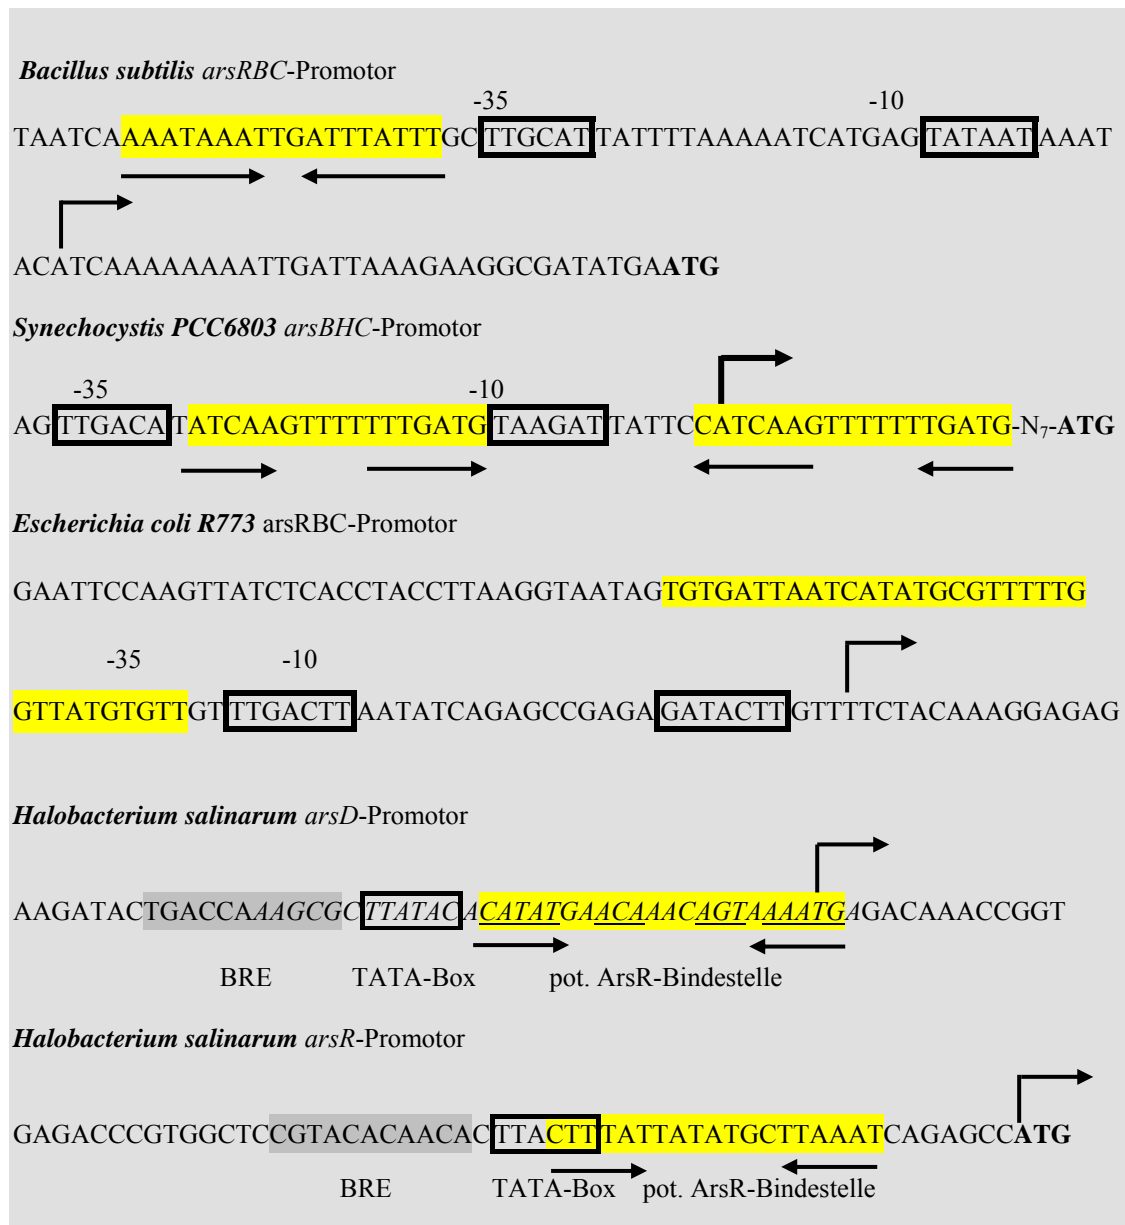 Bacillus subtilis arsRBC-Promotor
-35 -10
TAATCAAAATAAATTGATTTATTTGCTTGCATTATTTTAAAAATCATGAGTATAATAAAT
ACATCAAAAAAAATTGATTAAAGAAGGCGATATGAATG
Synechocystis PCC6803 arsBHC-Promotor
-35 -10
AGTTGACATATCAAGTTTTTTTGATGTAAGATTATTCCATCAAGTTTTTTTGATG-N7-ATG
Escherichia coli R773 arsRBC-Promotor
GAATTCCAAGTTATCTCACCTACCTTAAGGTAATAGTGTGATTAATCATATGCGTTTTTG
-35 -10
GTTATGTGTTGTTTGACTTAATATCAGAGCCGAGAGATACTTGTTTTCTACAAAGGAGAG
Halobacterium salinarum arsD-Promotor
AAGATACTGACCAAAGCGCTTATACACATATGAACAAACAGTAAAATGAGACAAACCGGT
BRE TATA-Box pot. ArsR-Bindestelle
Halobacterium salinarum arsR-Promotor
GAGACCCGTGGCTCCGTACACAACACTTACTTTATTATATGCTTAAATCAGAGCCATG
BRE TATA-Box pot. ArsR-Bindestelle